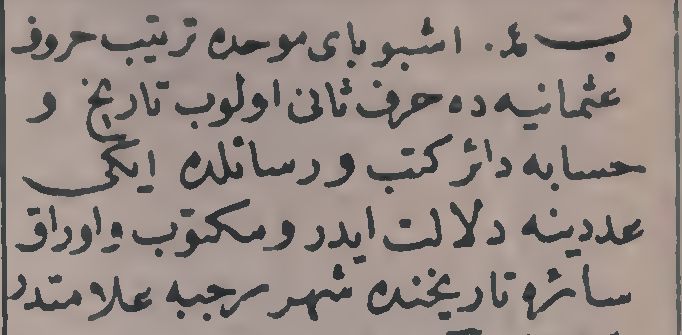 ب ع. اشبو بای موحده ترتیب حروف
عثمانیه ده حرف ثانی اولوب تاریخ و
حسابه دائر کتب و رسائلده ایکی
عددینه دلالت ایدر و مکتوب و اوراق
سائره تاریخنده شهر رجبه علامتدر